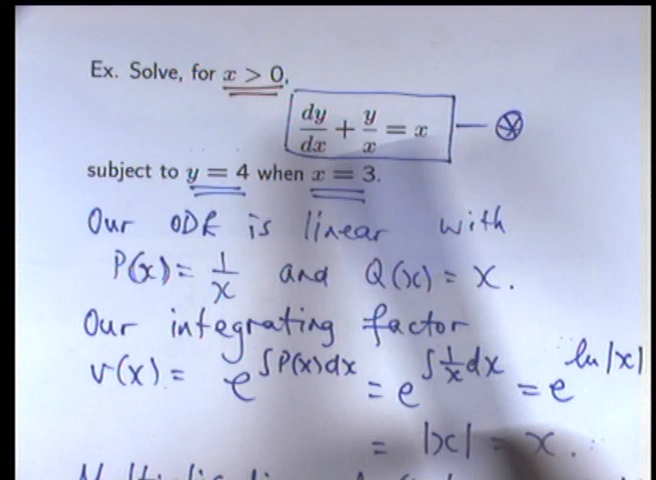 Ex. Solve, for x > 0,
dy/dx + y/x = x — ⊛
subject to y = 4 when x = 3.
Our ODE is linear with
P(x) = 1/x and Q(x) = x.
Our integrating factor
v(x) = e^∫P(x)dx = e^∫1/x dx = e^ln|x|
= |x| = x.